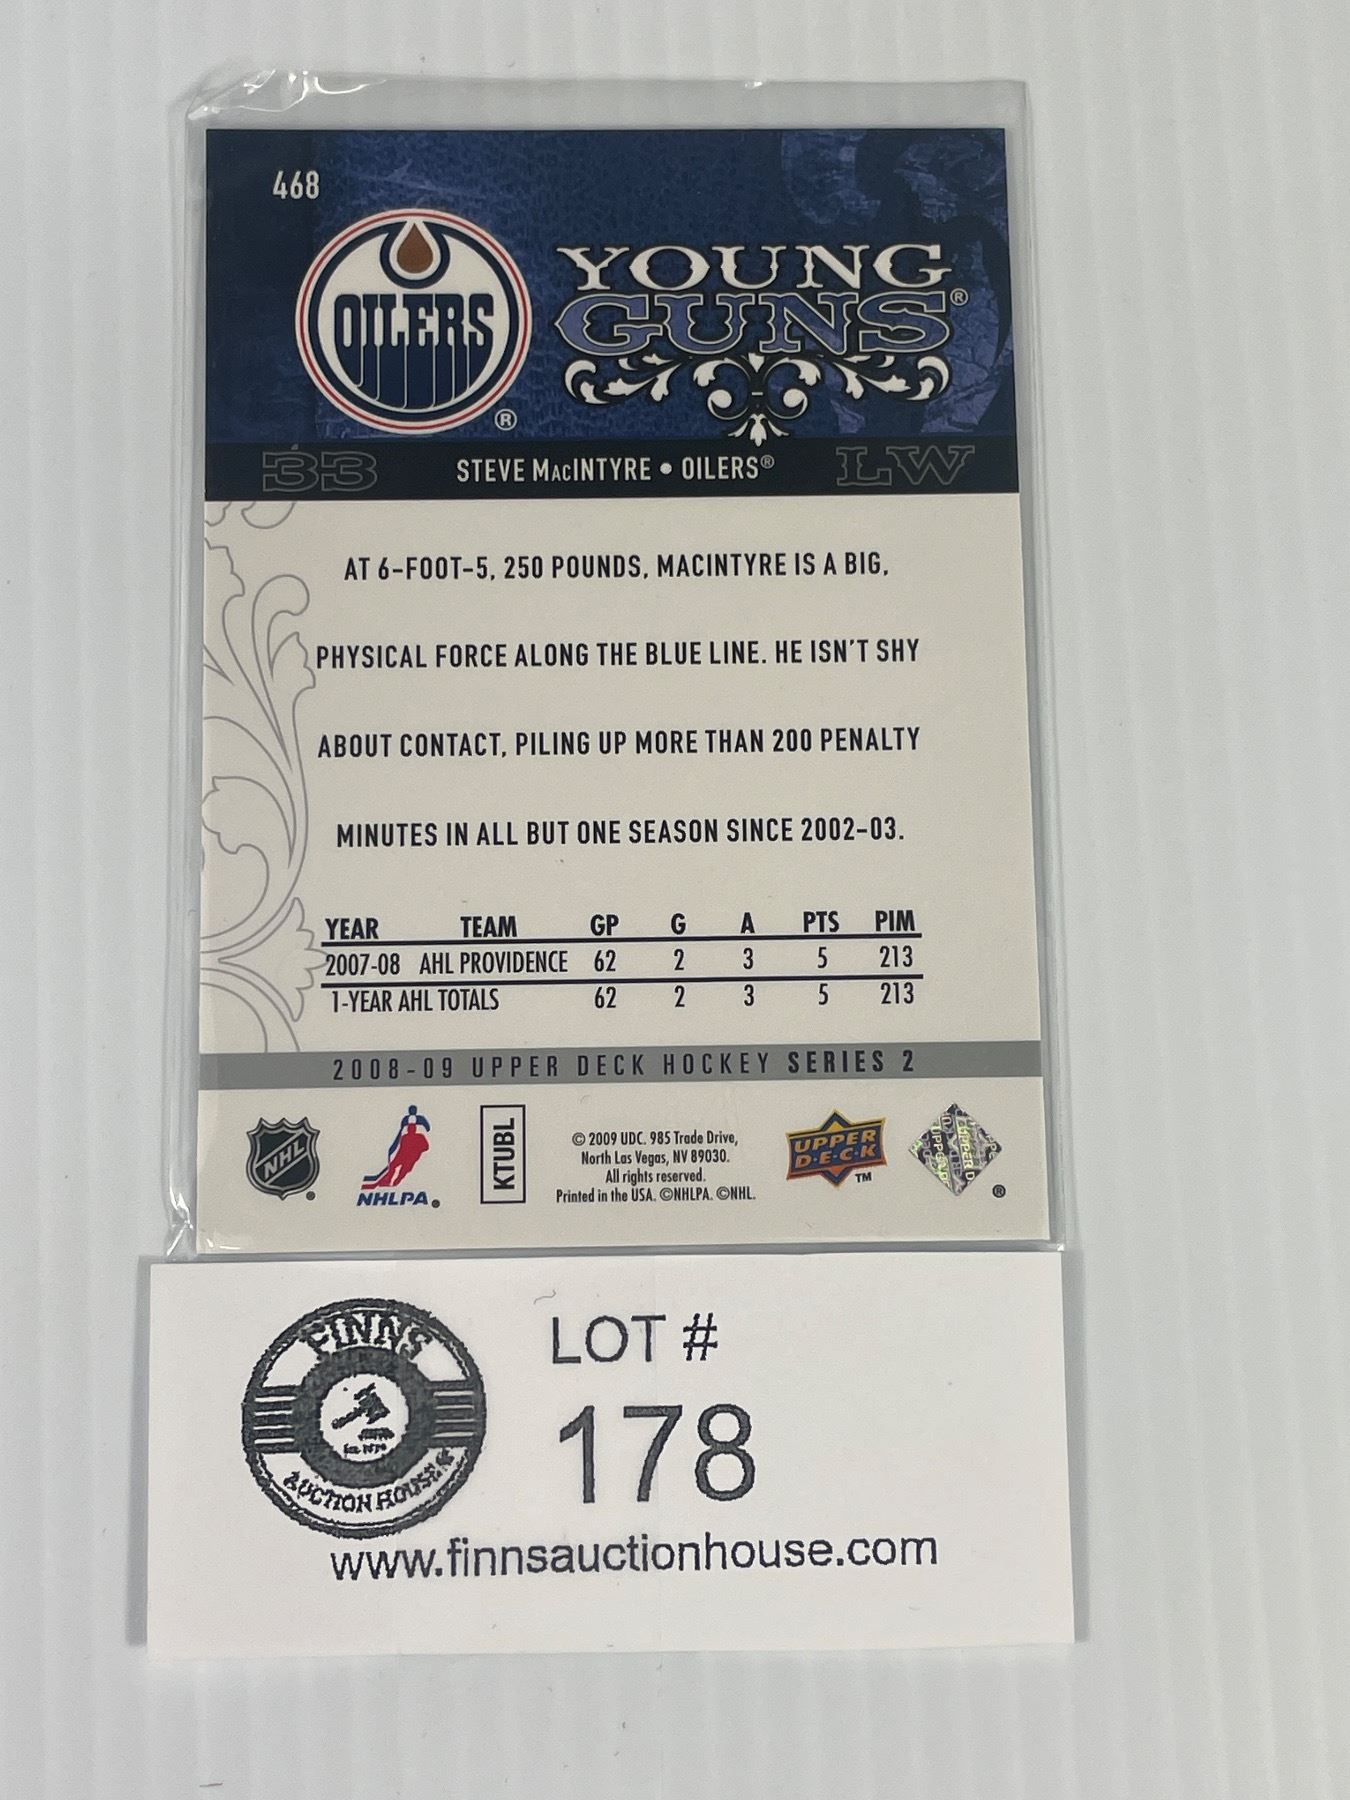 468
OILERS
®
YOUNG
GUNS®
33 STEVE MacINTYRE • OILERS® LW
AT 6-FOOT-5, 250 POUNDS, MACINTYRE IS A BIG,
PHYSICAL FORCE ALONG THE BLUE LINE. HE ISN'T SHY
ABOUT CONTACT, PILING UP MORE THAN 200 PENALTY
MINUTES IN ALL BUT ONE SEASON SINCE 2002-03.
YEAR TEAM GP G A PTS PIM
2007-08 AHL PROVIDENCE 62 2 3 5 213
1-YEAR AHL TOTALS 62 2 3 5 213
2008-09 UPPER DECK HOCKEY SERIES 2
NHL ®
NHLPA®
KTUBL
© 2009 UDC. 985 Trade Drive,
North Las Vegas, NV 89030.
All rights reserved.
Printed in the USA. ©NHLPA. ©NHL.
UPPER
D·E·C·K
TM
®
FINNS
AUCTION HOUSE
LOT #
178
www.finnsauctionhouse.com